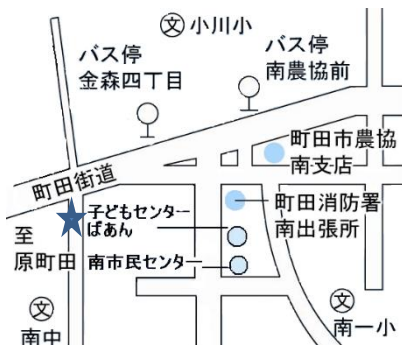 文 小川小
バス停
南農協前
バス停
金森四丁目
町田市農協
南支店
町田街道
子どもセンター
ばあん
町田消防署
南出張所
至
原町田
南市民センター
文
南中
文
南一小